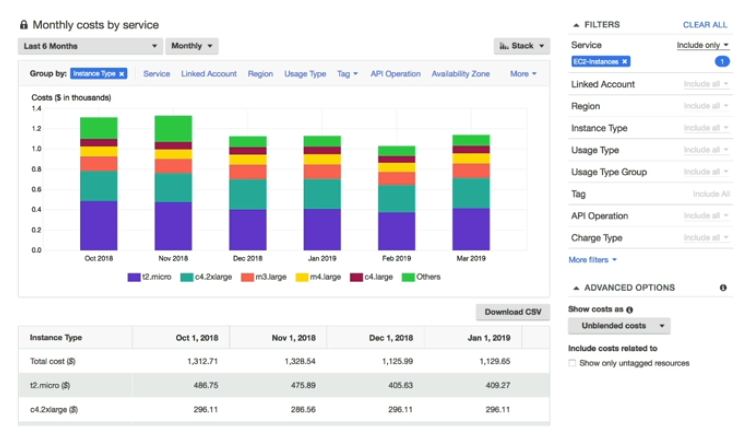 Monthly costs by service
Last 6 Months Monthly Stack
Group by: Instance Type × Service Linked Account Region Usage Type Tag API Operation Availability Zone More
Costs ($ in thousands)
1.4
1.2
1.0
0.8
0.6
0.4
0.2
0.0
Oct 2018 Nov 2018 Dec 2018 Jan 2019 Feb 2019 Mar 2019
t2.micro c4.2xlarge m3.large m4.large c4.large Others
Download CSV
Instance Type Oct 1, 2018 Nov 1, 2018 Dec 1, 2018 Jan 1, 2019
Total cost ($) 1,312.71 1,328.54 1,125.99 1,129.65
t2.micro ($) 486.75 475.89 405.63 409.27
c4.2xlarge ($) 296.11 286.56 296.11 296.11
FILTERS CLEAR ALL
Service Include only
EC2-Instances × 1
Linked Account Include all
Region Include all
Instance Type Include all
Usage Type Include all
Usage Type Group Include all
Tag Include All
API Operation Include all
Charge Type Include all
More filters
ADVANCED OPTIONS
Show costs as
Unblended costs
Include costs related to
Show only untagged resources